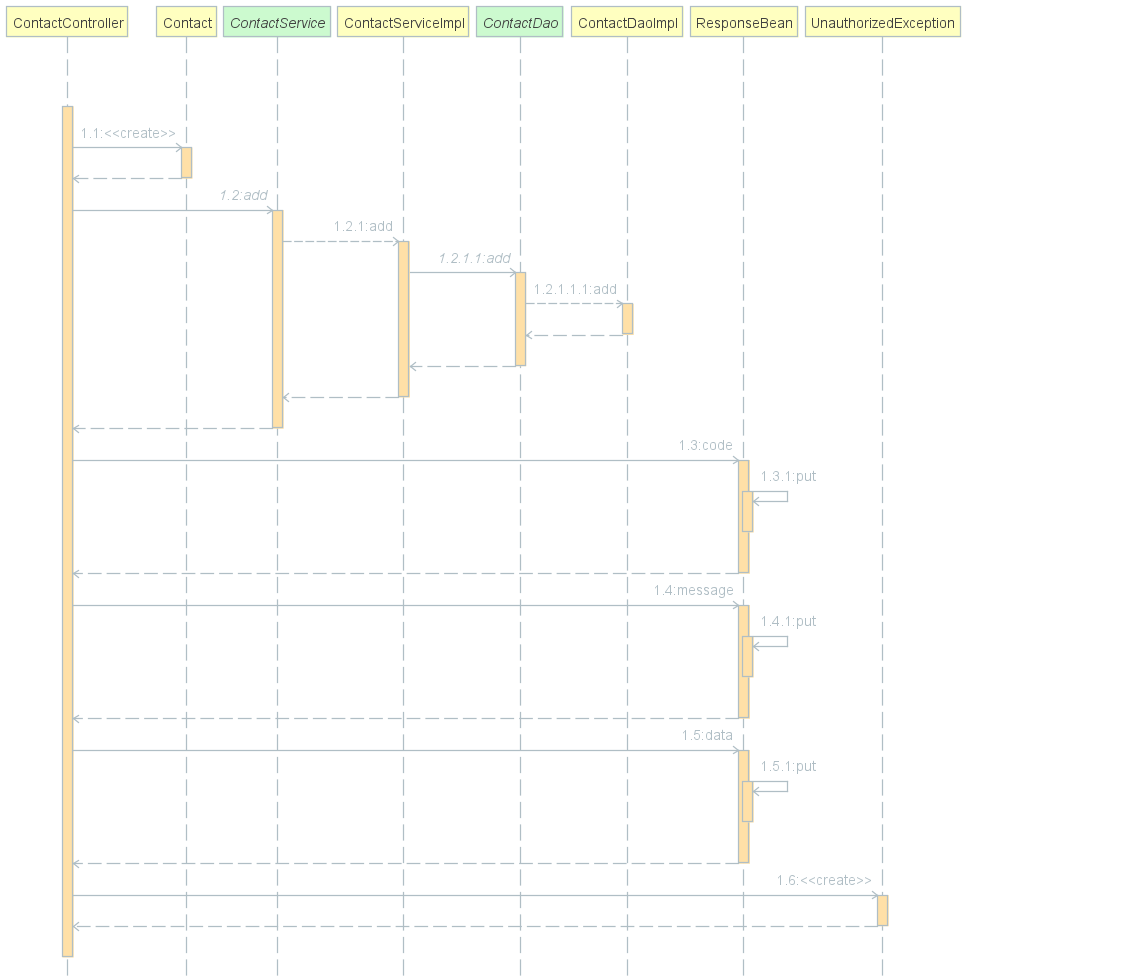 ContactController
Contact
ContactService
ContactServiceImpl
ContactDao
ContactDaoImpl
ResponseBean
UnauthorizedException
1.1:<<create>>
1.2:add
1.2.1:add
1.2.1.1:add
1.2.1.1.1:add
1.3:code
1.3.1:put
1.4:message
1.4.1:put
1.5:data
1.5.1:put
1.6:<<create>>